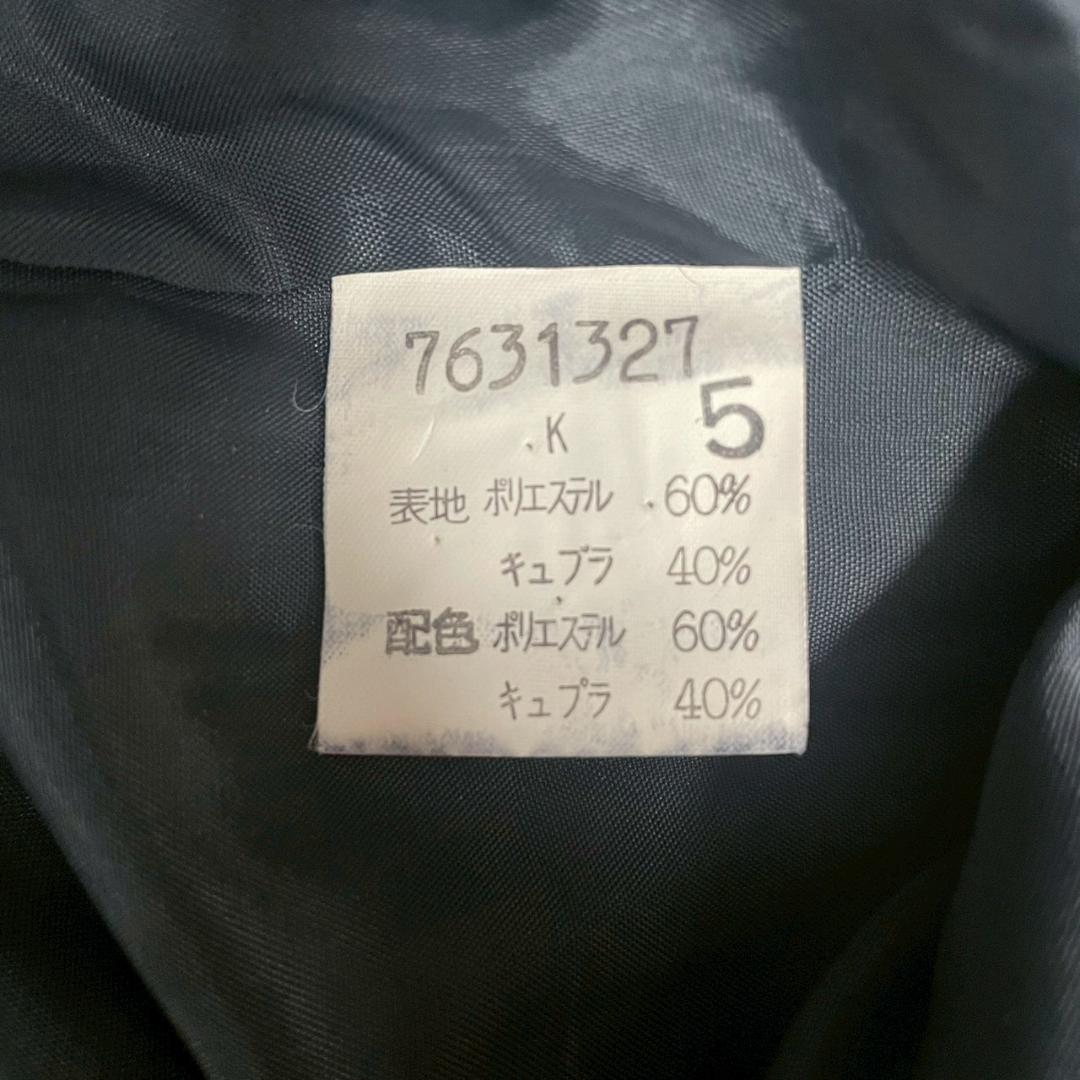 7631327
.K 5
表地 ポリエステル 60%
キュプラ 40%
配色 ポリエステル 60%
キュプラ 40%